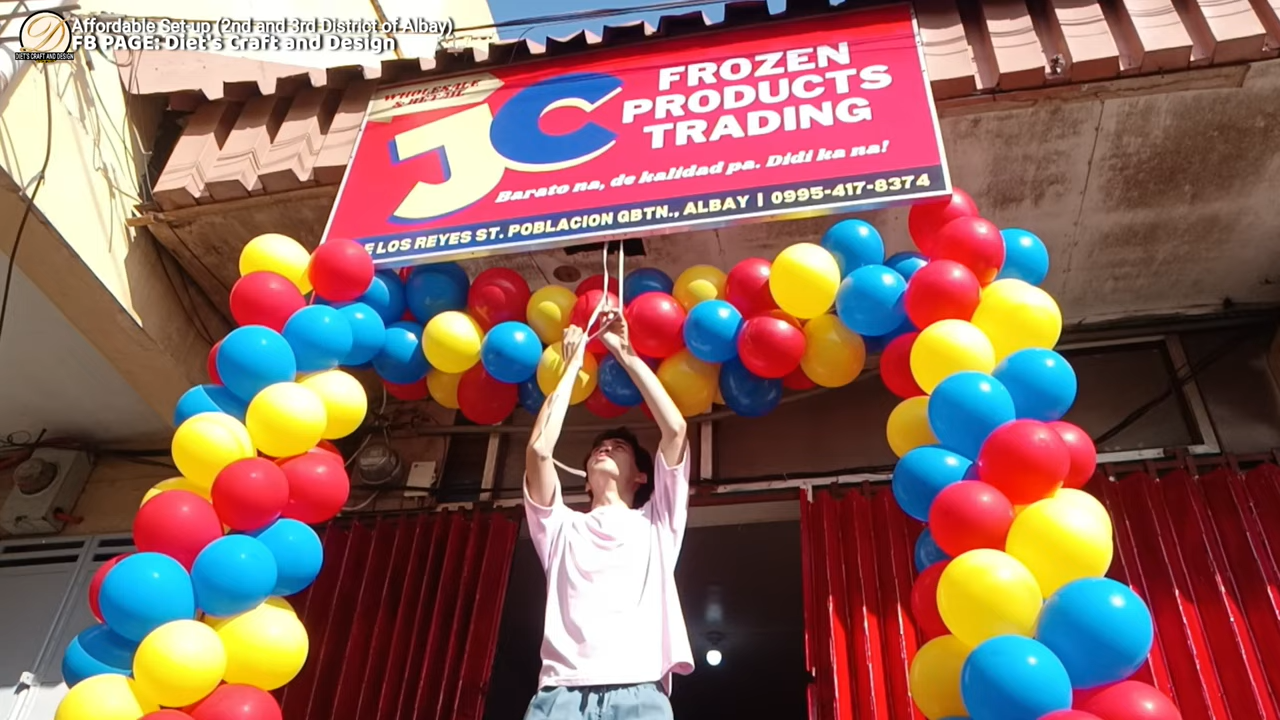 Affordable Set-up (2nd and 3rd District of Albay)
FB PAGE: Diet's Craft and Design
DIET'S CRAFT AND DESIGN
WHOLESALE
& RETAIL
JC
FROZEN
PRODUCTS
TRADING
Barato na, de kalidad pa. Didi ka na!
E LOS REYES ST. POBLACION GBTN., ALBAY | 0995-417-8374